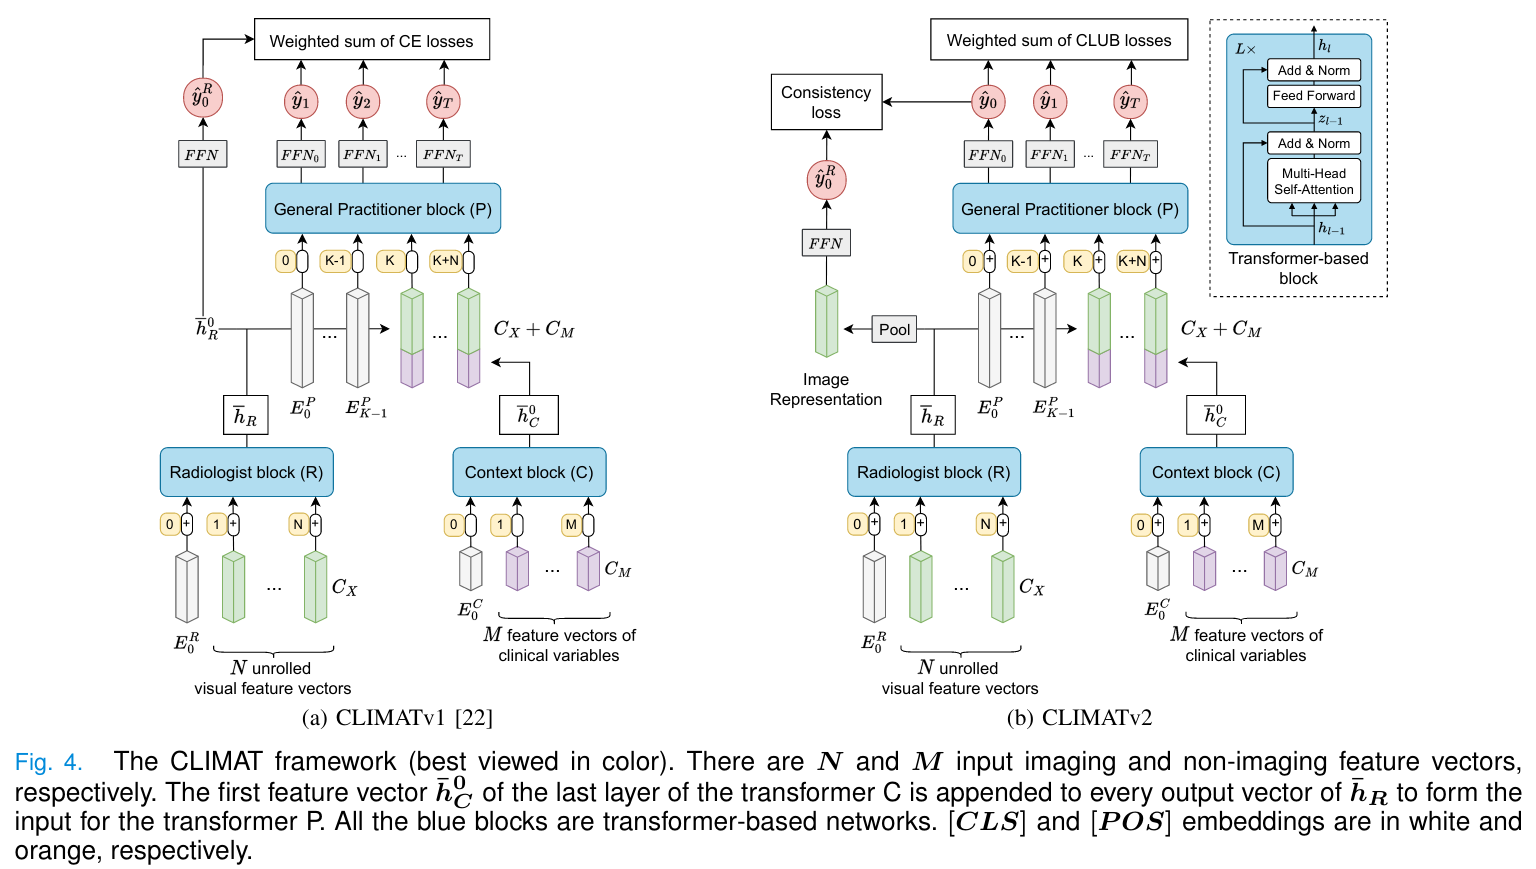 Weighted sum of CE losses
$\hat{y}_0^R$
$\hat{y}_1$ $\hat{y}_2$ $\hat{y}_T$
$FFN$ $FFN_0$ $FFN_1$ ... $FFN_T$
General Practitioner block (P)
0 K-1 K K+N
$\bar{h}_R^0$ ... ... $C_X + C_M$
$E_0^P$ $E_{K-1}^P$
$\bar{h}_R$ $\bar{h}_C^0$
Radiologist block (R) Context block (C)
0 + 1 + N + 0 1 M
... $C_X$ ... $C_M$
$E_0^R$ $E_0^C$
N unrolled
visual feature vectors
M feature vectors of
clinical variables
(a) CLIMATv1 [22]
Weighted sum of CLUB losses
Consistency
loss
$\hat{y}_0$ $\hat{y}_1$ $\hat{y}_T$
$FFN_0$ $FFN_1$ ... $FFN_T$
$\hat{y}_0^R$
General Practitioner block (P)
$FFN$
0 + K-1 + K + K+N +
Pool ... ... $C_X + C_M$
Image
Representation
$E_0^P$ $E_{K-1}^P$
$\bar{h}_R$ $\bar{h}_C^0$
Radiologist block (R) Context block (C)
0 + 1 + N + 0 + 1 + M +
... $C_X$ ... $C_M$
$E_0^R$ $E_0^C$
N unrolled
visual feature vectors
M feature vectors of
clinical variables
(b) CLIMATv2
L×
$h_l$
Add & Norm
Feed Forward
$z_{l-1}$
Add & Norm
Multi-Head
Self-Attention
$h_{l-1}$
Transformer-based
block
Fig. 4. The CLIMAT framework (best viewed in color). There are N and M input imaging and non-imaging feature vectors,
respectively. The first feature vector $\bar{h}_C^0$ of the last layer of the transformer C is appended to every output vector of $\bar{h}_R$ to form the
input for the transformer P. All the blue blocks are transformer-based networks. [CLS] and [POS] embeddings are in white and
orange, respectively.